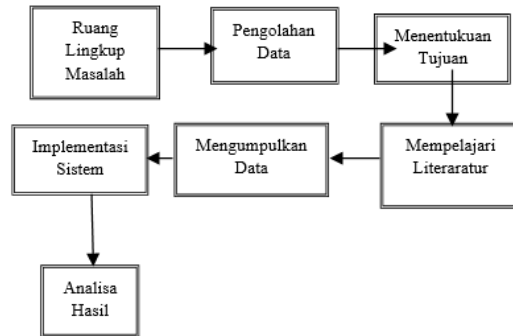 Ruang
Lingkup
Masalah
Pengolahan
Data
Menentukuan
Tujuan
Mempelajari
Literaratur
Mengumpulkan
Data
Implementasi
Sistem
Analisa
Hasil